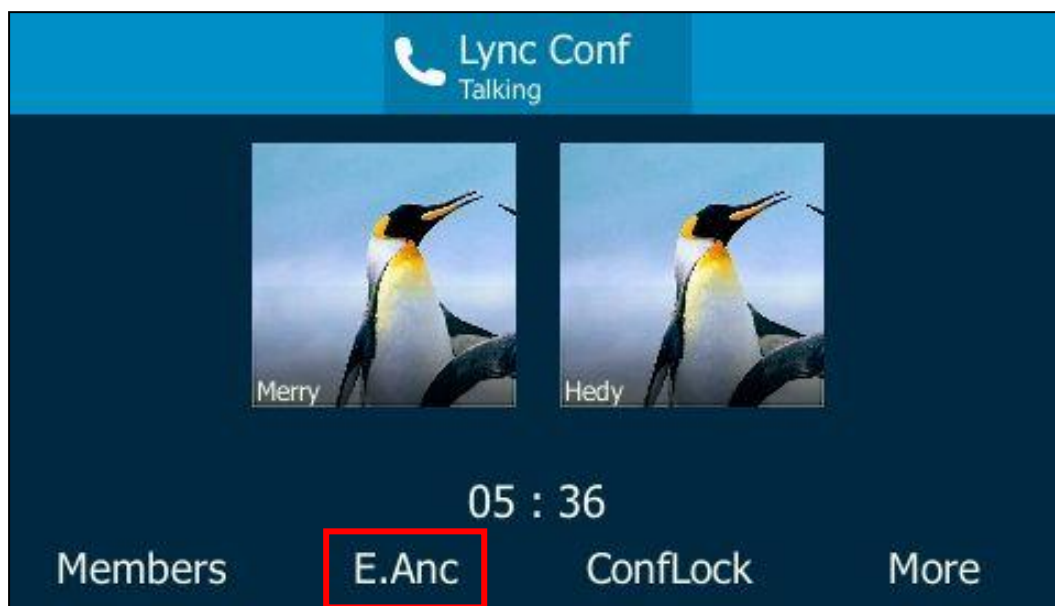 Lync Conf
Talking
Merry
Hedy
05 : 36
Members E.Anc ConfLock More